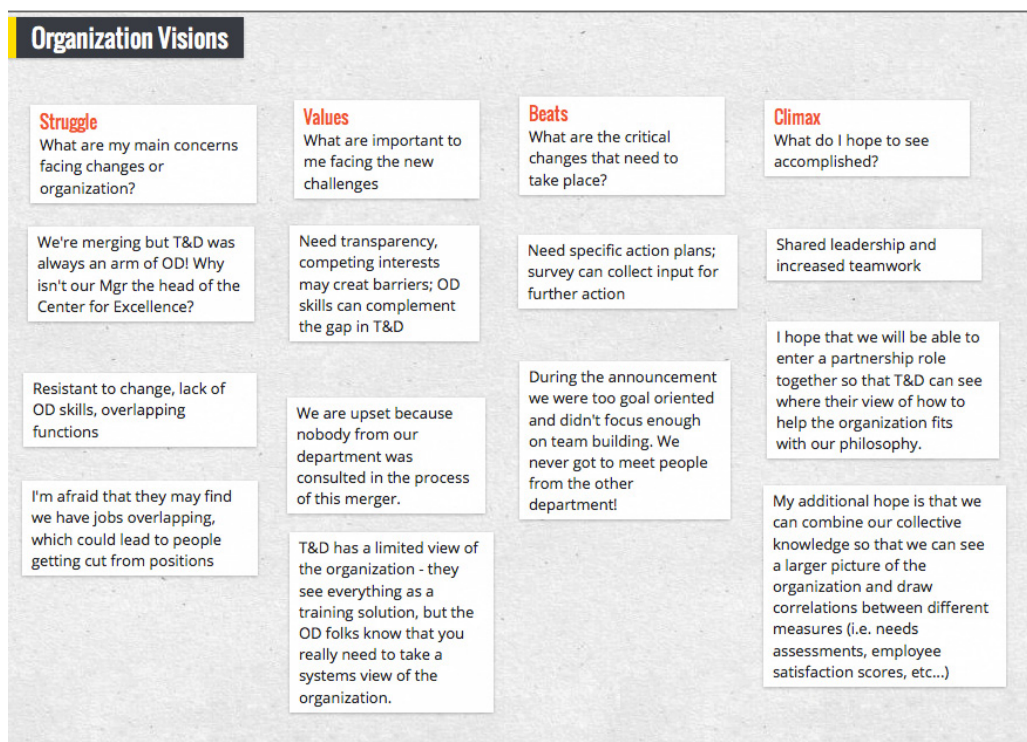 Organization Visions
Struggle
What are my main concerns
facing changes or
organization?
We're merging but T&D was
always an arm of OD! Why
isn't our Mgr the head of the
Center for Excellence?
Resistant to change, lack of
OD skills, overlapping
functions
I'm afraid that they may find
we have jobs overlapping,
which could lead to people
getting cut from positions
Values
What are important to
me facing the new
challenges
Need transparency,
competing interests
may creat barriers; OD
skills can complement
the gap in T&D
We are upset because
nobody from our
department was
consulted in the process
of this merger.
T&D has a limited view of
the organization - they
see everything as a
training solution, but the
OD folks know that you
really need to take a
systems view of the
organization.
Beats
What are the critical
changes that need to
take place?
Need specific action plans;
survey can collect input for
further action
During the announcement
we were too goal oriented
and didn't focus enough
on team building. We
never got to meet people
from the other
department!
Climax
What do I hope to see
accomplished?
Shared leadership and
increased teamwork
I hope that we will be able to
enter a partnership role
together so that T&D can see
where their view of how to
help the organization fits
with our philosophy.
My additional hope is that we
can combine our collective
knowledge so that we can see
a larger picture of the
organization and draw
correlations between different
measures (i.e. needs
assessments, employee
satisfaction scores, etc...)